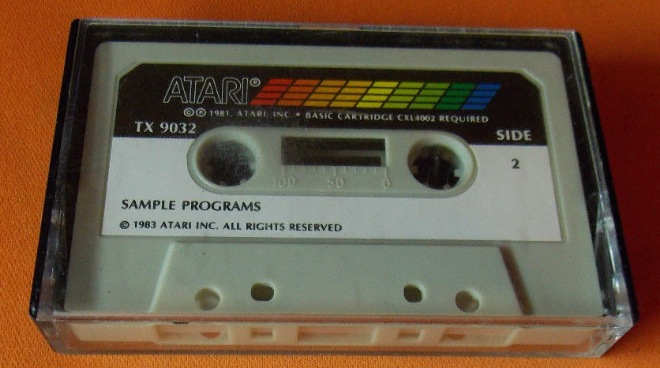 ATARI®
© ℗ 1981, ATARI, INC. • BASIC CARTRIDGE CXL4002 REQUIRED
TX 9032
SIDE
2
100 50 0
SAMPLE PROGRAMS
© 1983 ATARI INC. ALL RIGHTS RESERVED